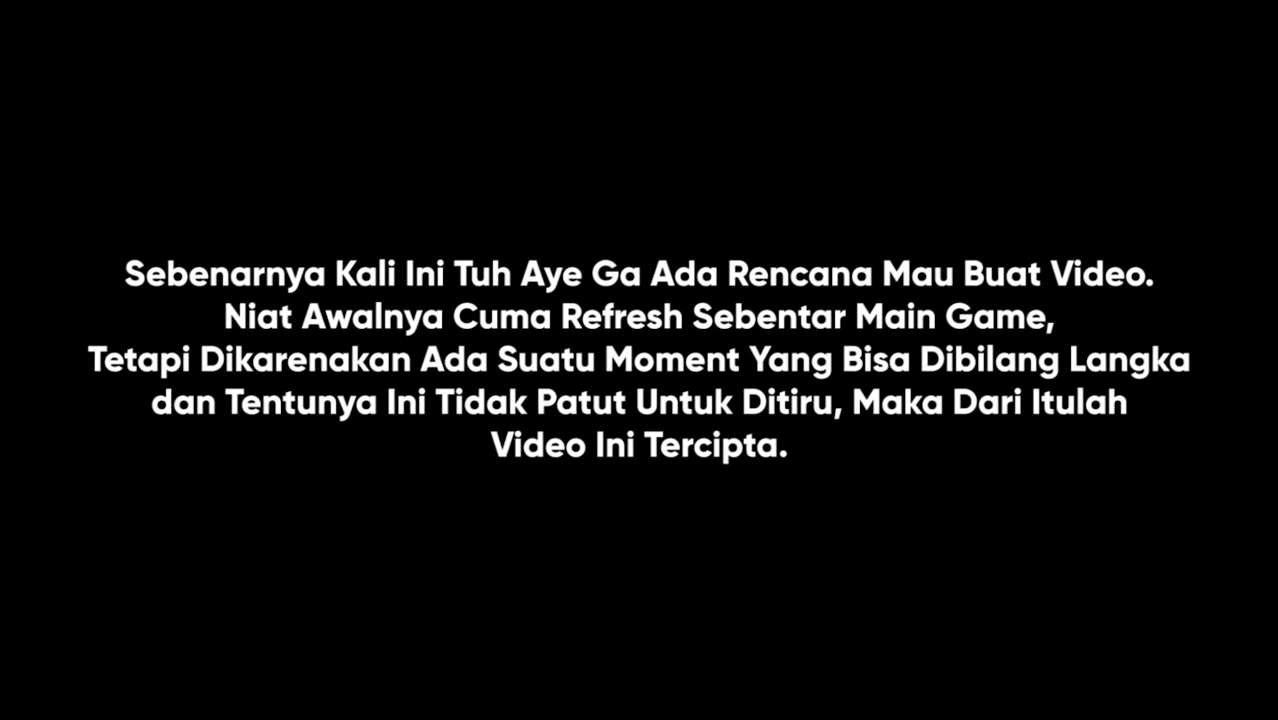 Sebenarnya Kali Ini Tuh Aye Ga Ada Rencana Mau Buat Video.
Niat Awalnya Cuma Refresh Sebentar Main Game,
Tetapi Dikarenakan Ada Suatu Moment Yang Bisa Dibilang Langka
dan Tentunya Ini Tidak Patut Untuk Ditiru, Maka Dari Itulah
Video Ini Tercipta.